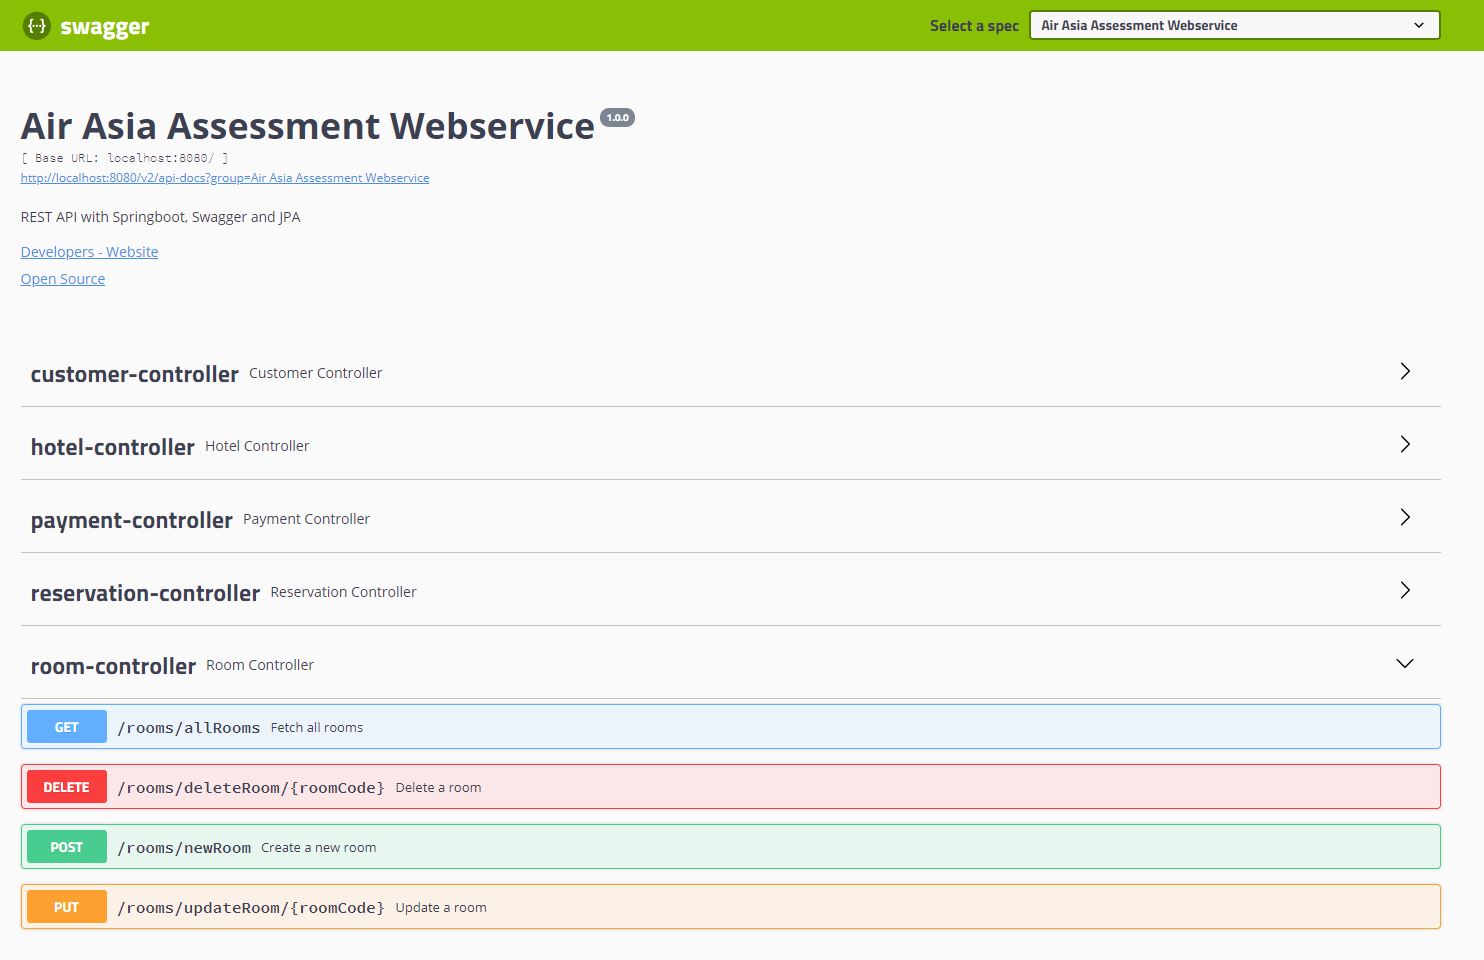 {···} swagger Select a spec Air Asia Assessment Webservice
Air Asia Assessment Webservice 1.0.0
[ Base URL: localhost:8080/ ]
http://localhost:8080/v2/api-docs?group=Air Asia Assessment Webservice
REST API with Springboot, Swagger and JPA
Developers - Website
Open Source
customer-controller Customer Controller
hotel-controller Hotel Controller
payment-controller Payment Controller
reservation-controller Reservation Controller
room-controller Room Controller
GET /rooms/allRooms Fetch all rooms
DELETE /rooms/deleteRoom/{roomCode} Delete a room
POST /rooms/newRoom Create a new room
PUT /rooms/updateRoom/{roomCode} Update a room